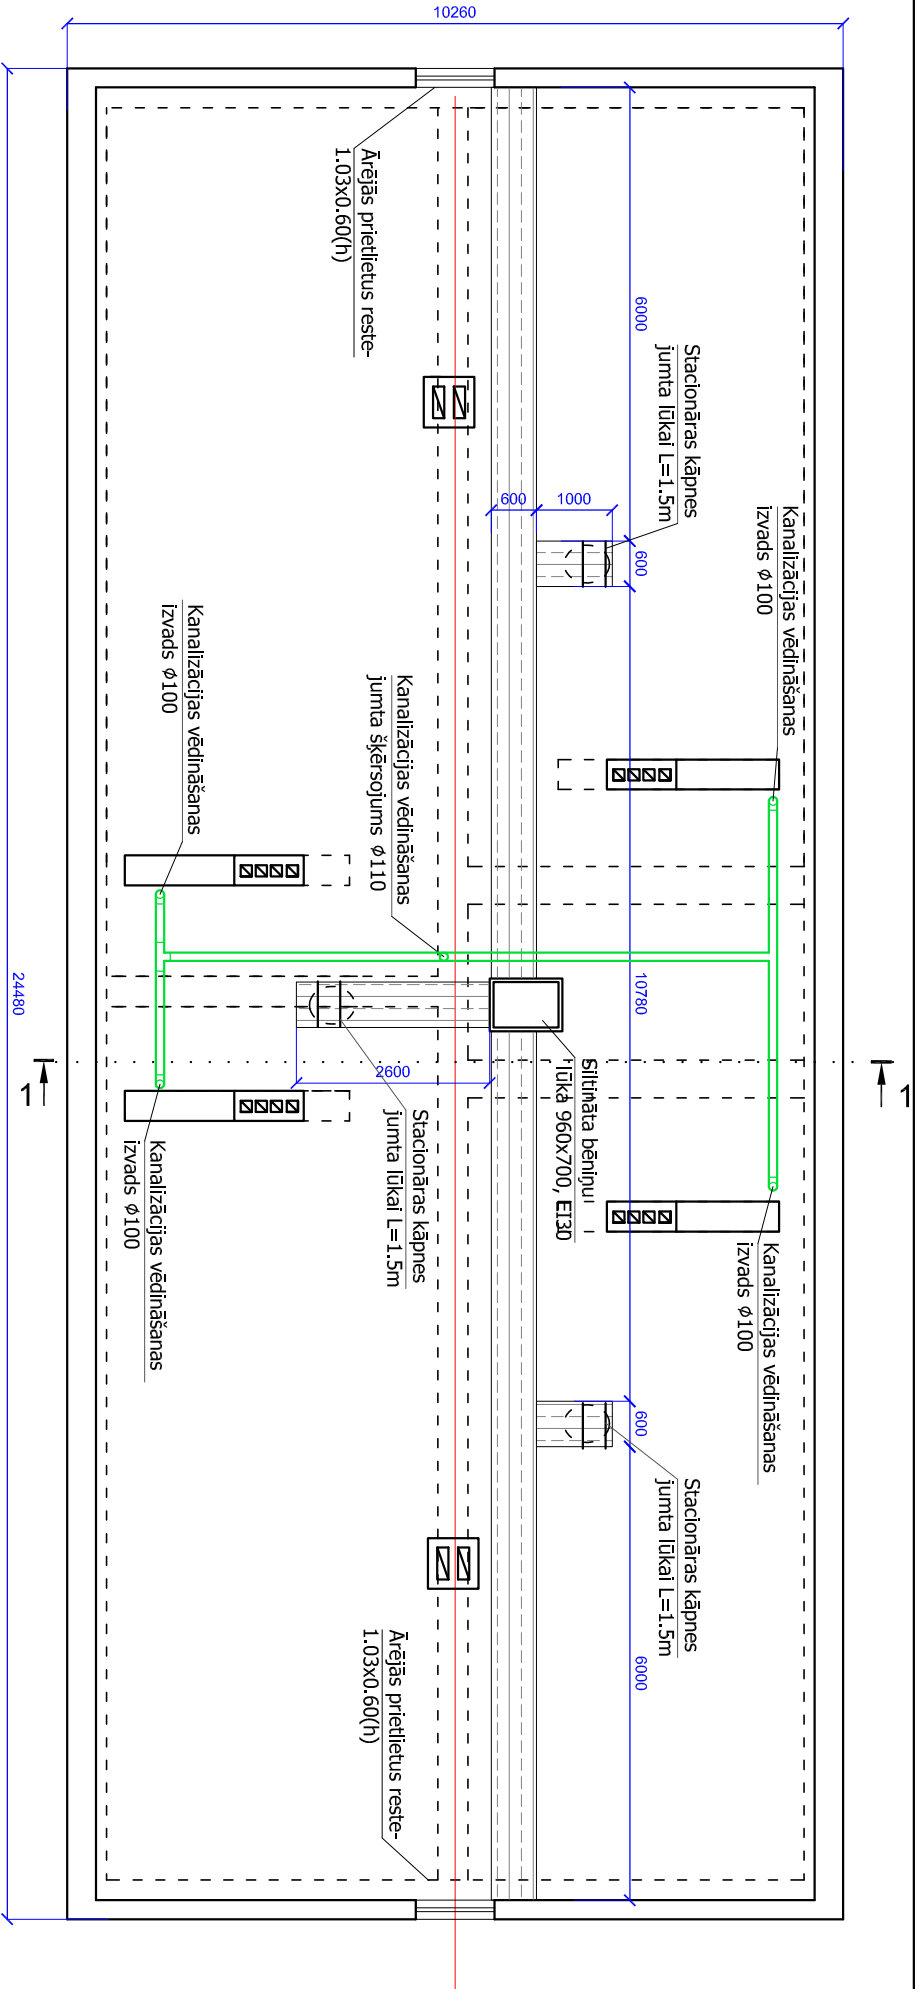 10260
24480
Ārējās prietlietus reste-
1.03x0.60(h)
6000
Stacionāras kāpnes
jumta lūkai L=1.5m
600
1000
600
Kanalizācijas vēdināšanas
izvads ϕ100
Kanalizācijas vēdināšanas
izvads ϕ100
Kanalizācijas vēdināšanas
jumta šķērsojums ϕ110
10780
2600
1
1
Siltināta bēniņu
lūka 960x700, EI30
Stacionāras kāpnes
jumta lūkai L=1.5m
Kanalizācijas vēdināšanas
izvads ϕ100
Kanalizācijas vēdināšanas
izvads ϕ100
600
Stacionāras kāpnes
jumta lūkai L=1.5m
6000
Ārējās prietlietus reste-
1.03x0.60(h)